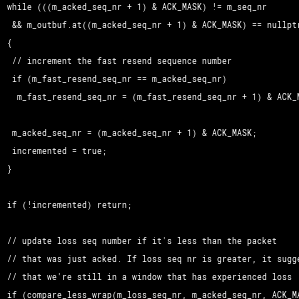 while (((m_acked_seq_nr + 1) & ACK_MASK) != m_seq_nr
&& m_outbuf.at((m_acked_seq_nr + 1) & ACK_MASK) == nullpt
{
// increment the fast resend sequence number
if (m_fast_resend_seq_nr == m_acked_seq_nr)
m_fast_resend_seq_nr = (m_fast_resend_seq_nr + 1) & ACK_M
m_acked_seq_nr = (m_acked_seq_nr + 1) & ACK_MASK;
incremented = true;
}
if (!incremented) return;
// update loss seq number if it's less than the packet
// that was just acked. If loss seq nr is greater, it sugge
// that we're still in a window that has experienced loss
if (compare_less_wrap(m_loss_seq_nr, m_acked_seq_nr, ACK_MA